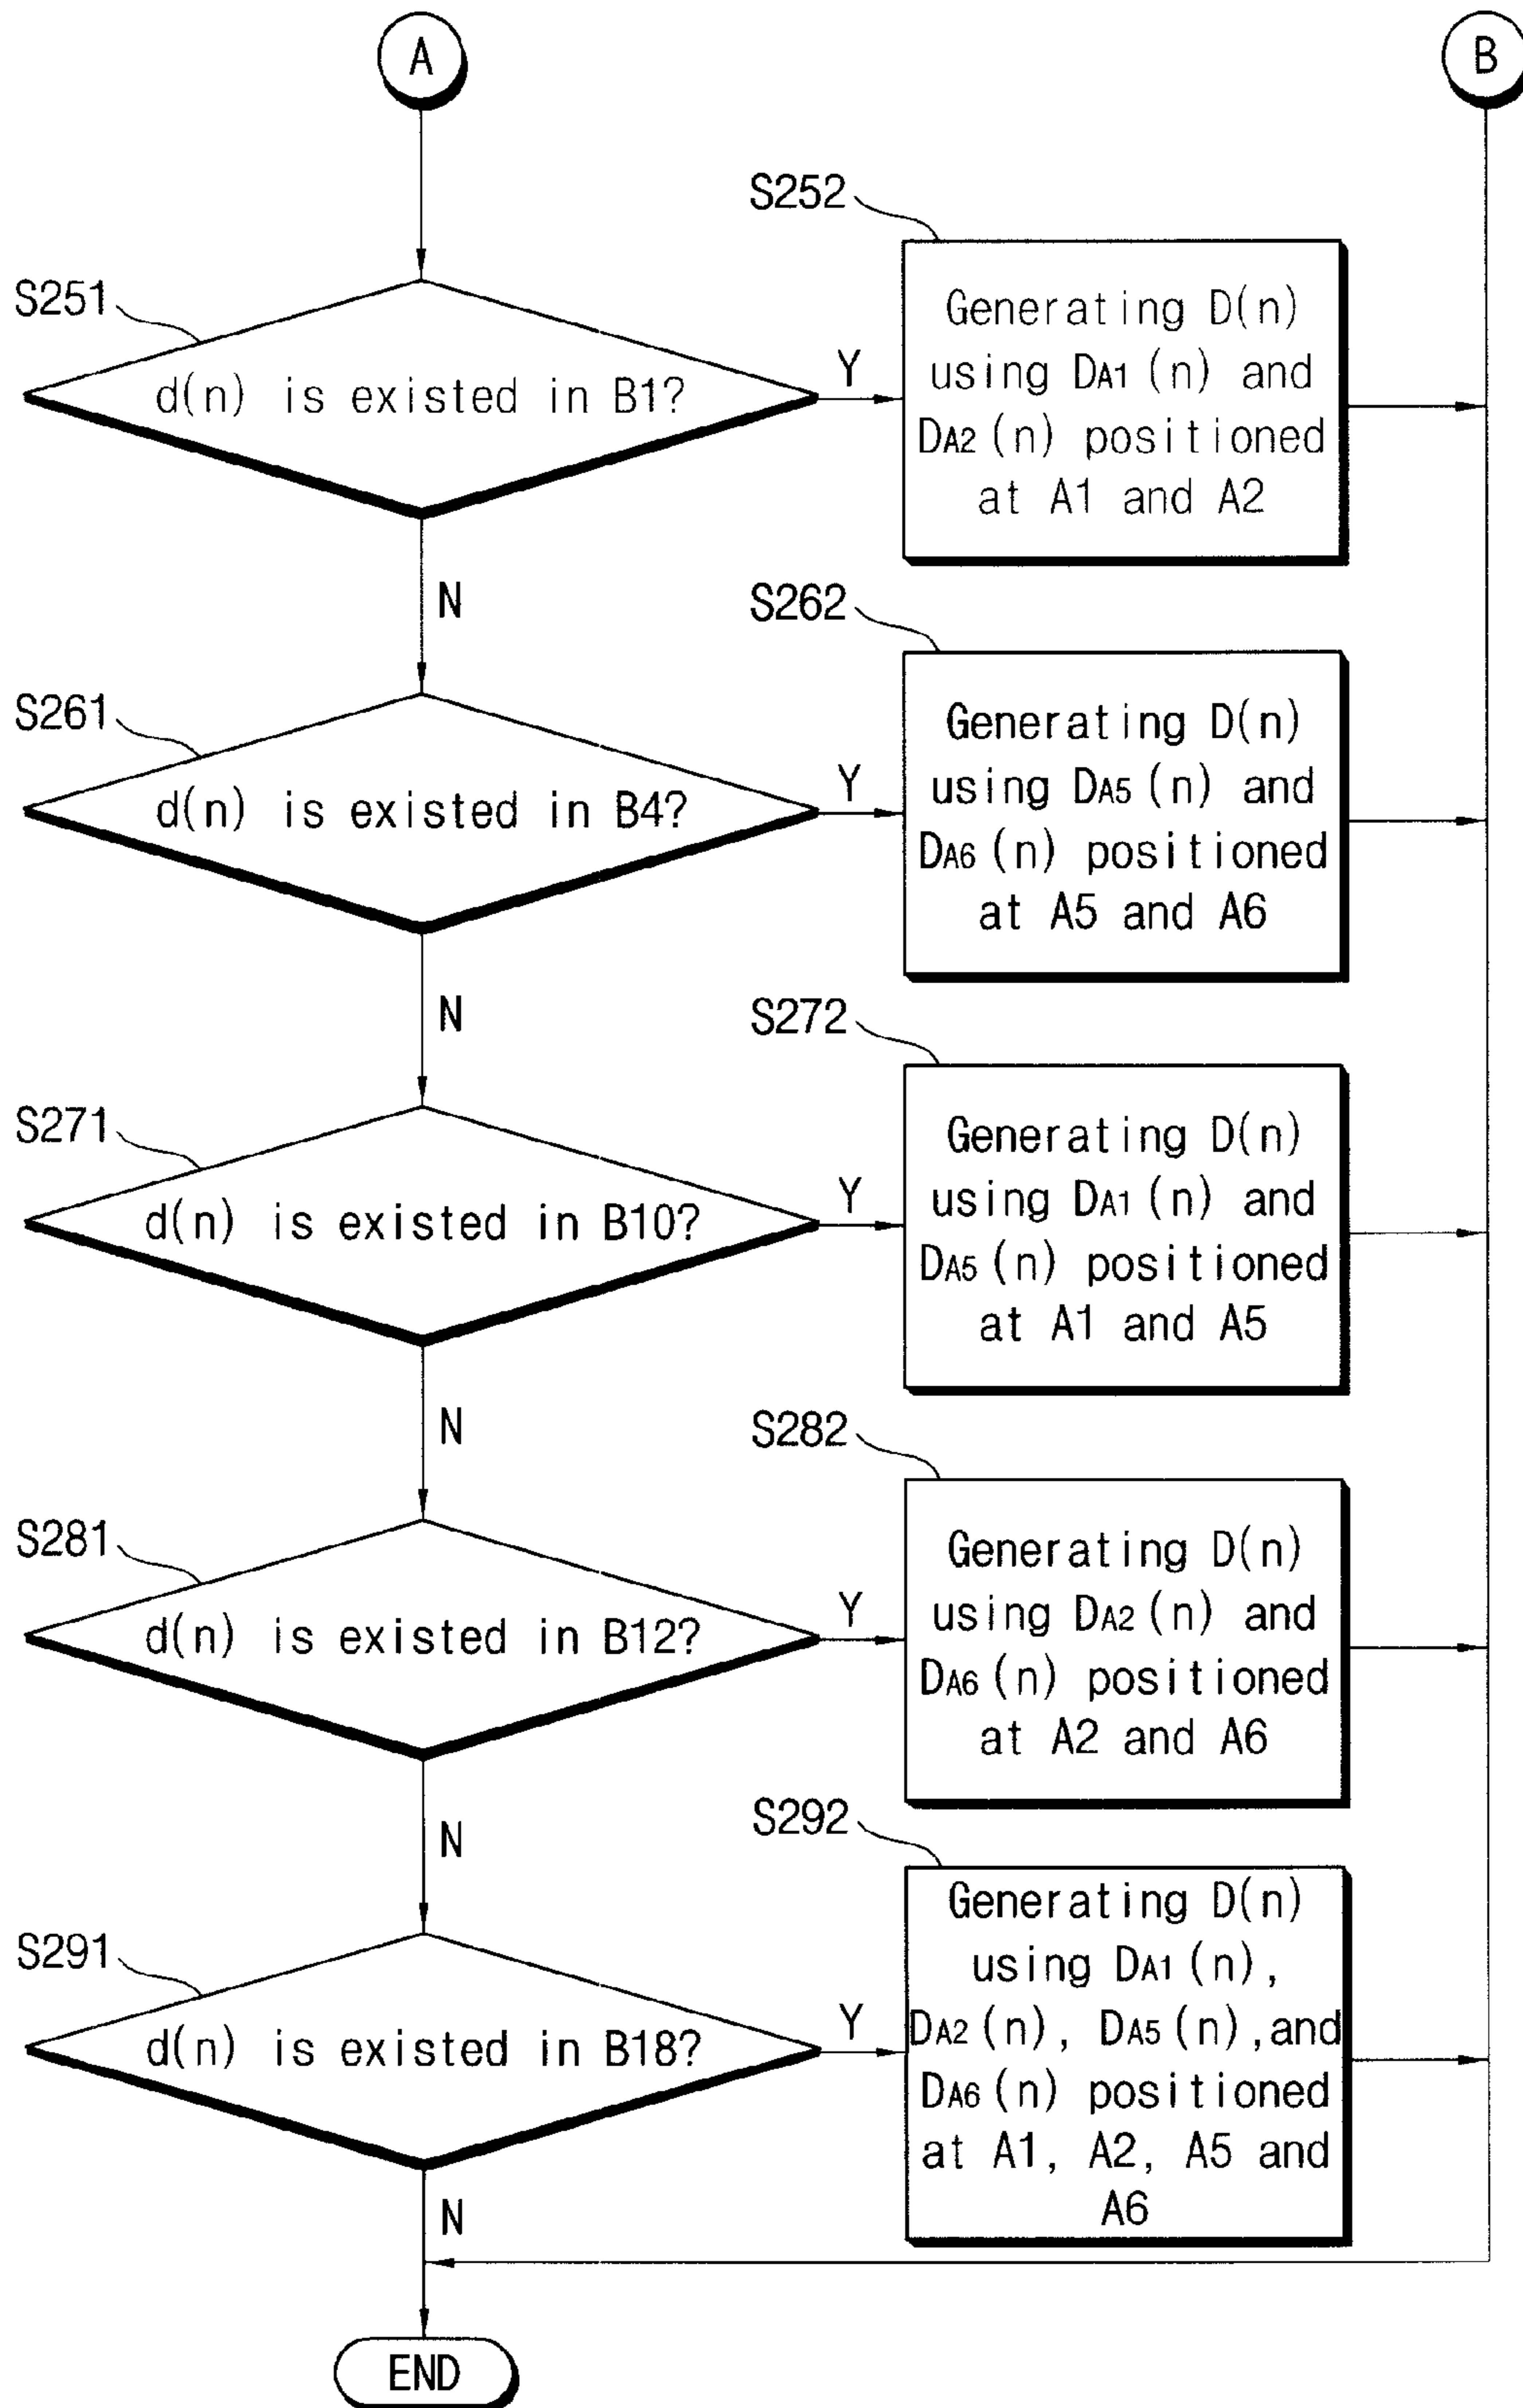 A
B
S252
Generating D(n)
using DA1(n) and
DA2(n) positioned
at A1 and A2
S251
d(n) is existed in B1?
Y
N
S262
Generating D(n)
using DA5(n) and
DA6(n) positioned
at A5 and A6
S261
d(n) is existed in B4?
Y
N
S272
Generating D(n)
using DA1(n) and
DA5(n) positioned
at A1 and A5
S271
d(n) is existed in B10?
Y
N
S282
Generating D(n)
using DA2(n) and
DA6(n) positioned
at A2 and A6
S281
d(n) is existed in B12?
Y
N
S292
Generating D(n)
using DA1(n),
DA2(n), DA5(n),and
DA6(n) positioned
at A1, A2, A5 and
A6
S291
d(n) is existed in B18?
Y
N
END